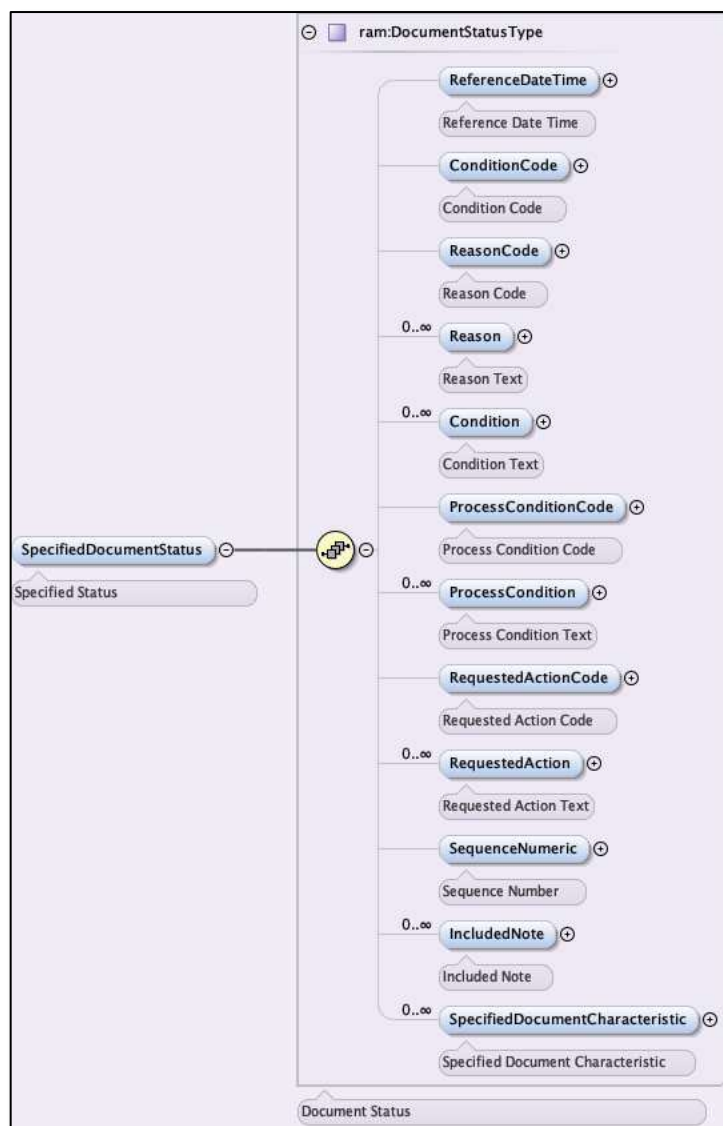 ram:DocumentStatusType
ReferenceDateTime
Reference Date Time
ConditionCode
Condition Code
ReasonCode
Reason Code
0..∞
Reason
Reason Text
0..∞
Condition
Condition Text
ProcessConditionCode
SpecifiedDocumentStatus
Process Condition Code
Specified Status
0..∞
ProcessCondition
Process Condition Text
RequestedActionCode
Requested Action Code
0..∞
RequestedAction
Requested Action Text
SequenceNumeric
Sequence Number
0..∞
IncludedNote
Included Note
0..∞
SpecifiedDocumentCharacteristic
Specified Document Characteristic
Document Status